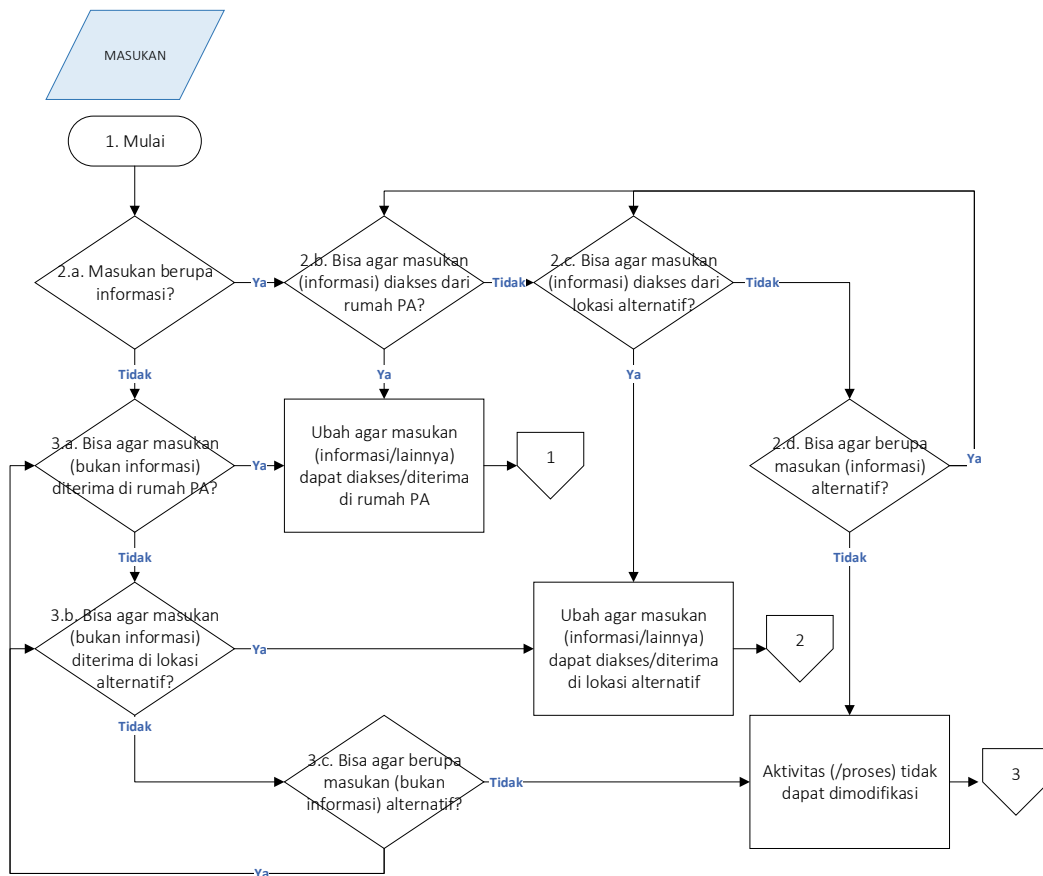 MASUKAN
1. Mulai
2.a. Masukan berupa
informasi?
Ya
2.b. Bisa agar masukan
(informasi) diakses dari
rumah PA?
Tidak
2.c. Bisa agar masukan
(informasi) diakses dari
lokasi alternatif?
Tidak
Tidak
Ya
Ya
3.a. Bisa agar masukan
(bukan informasi)
diterima di rumah PA?
Ya
Ubah agar masukan
(informasi/lainnya)
dapat diakses/diterima
di rumah PA
1
2.d. Bisa agar berupa
masukan (informasi)
alternatif?
Ya
Tidak
Tidak
3.b. Bisa agar masukan
(bukan informasi)
diterima di lokasi
alternatif?
Ya
Ubah agar masukan
(informasi/lainnya)
dapat diakses/diterima
di lokasi alternatif
2
Tidak
3.c. Bisa agar berupa
masukan (bukan
informasi) alternatif?
Tidak
Aktivitas (/proses) tidak
dapat dimodifikasi
3
Ya